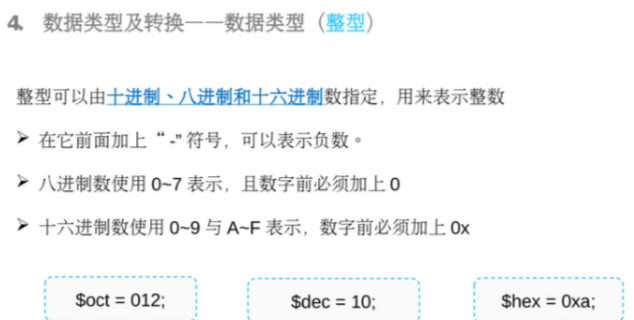 4. 数据类型及转换——数据类型（整型）
整型可以由十进制、八进制和十六进制数指定，用来表示整数
➢ 在它前面加上“ -” 符号，可以表示负数。
➢ 八进制数使用 0~7 表示，且数字前必须加上 0
➢ 十六进制数使用 0~9 与 A~F 表示，数字前必须加上 0x
$oct = 012; $dec = 10; $hex = 0xa;